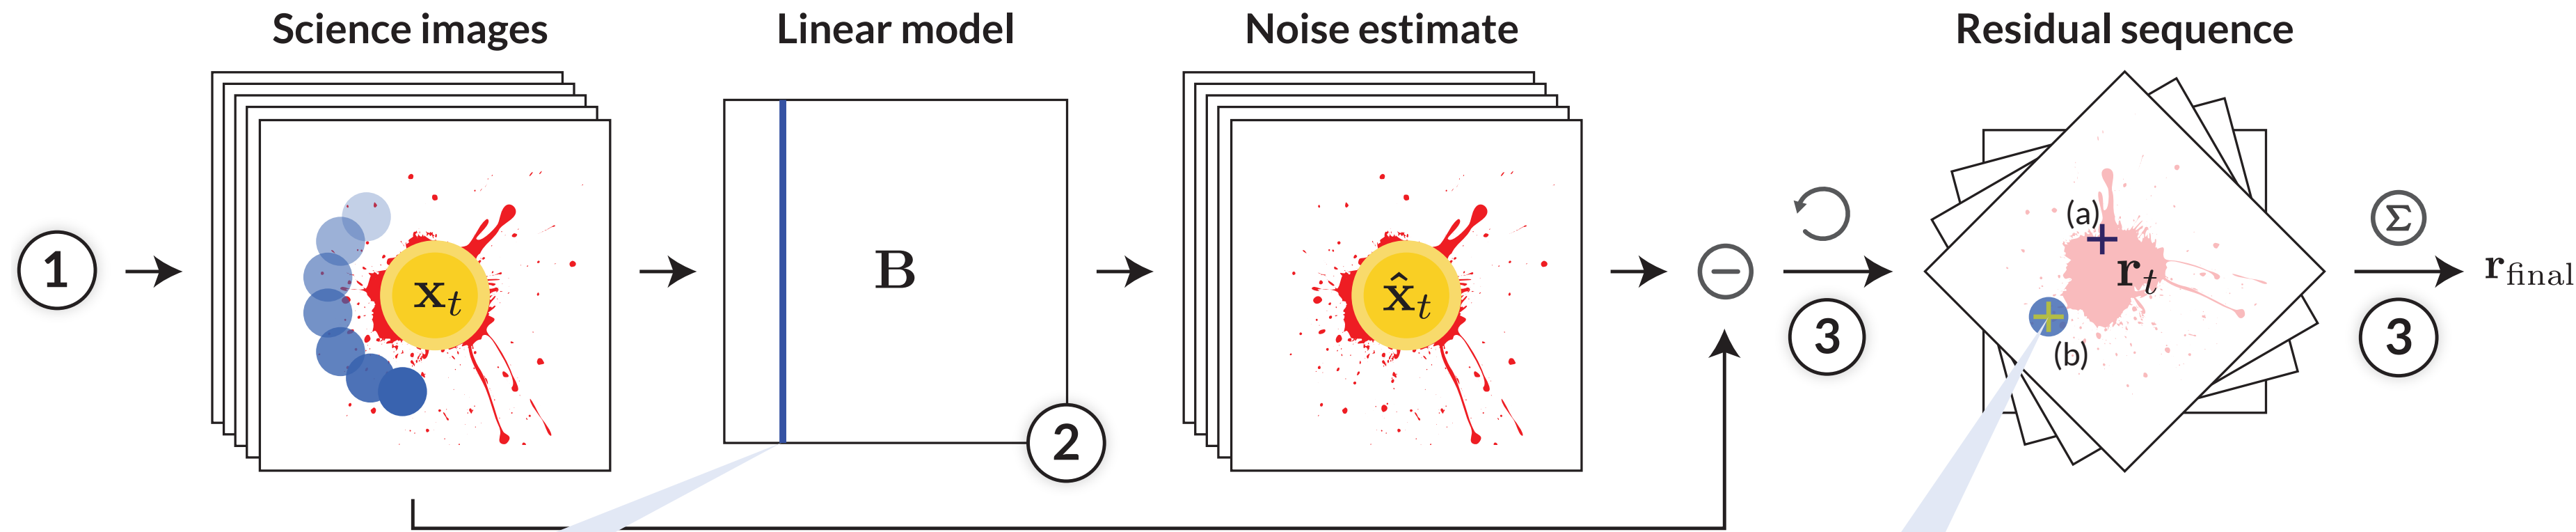 Science images
Linear model
Noise estimate
Residual sequence
1
x_t
B
2
x̂_t
−
3
(a)
r_t
(b)
Σ
3
r_final